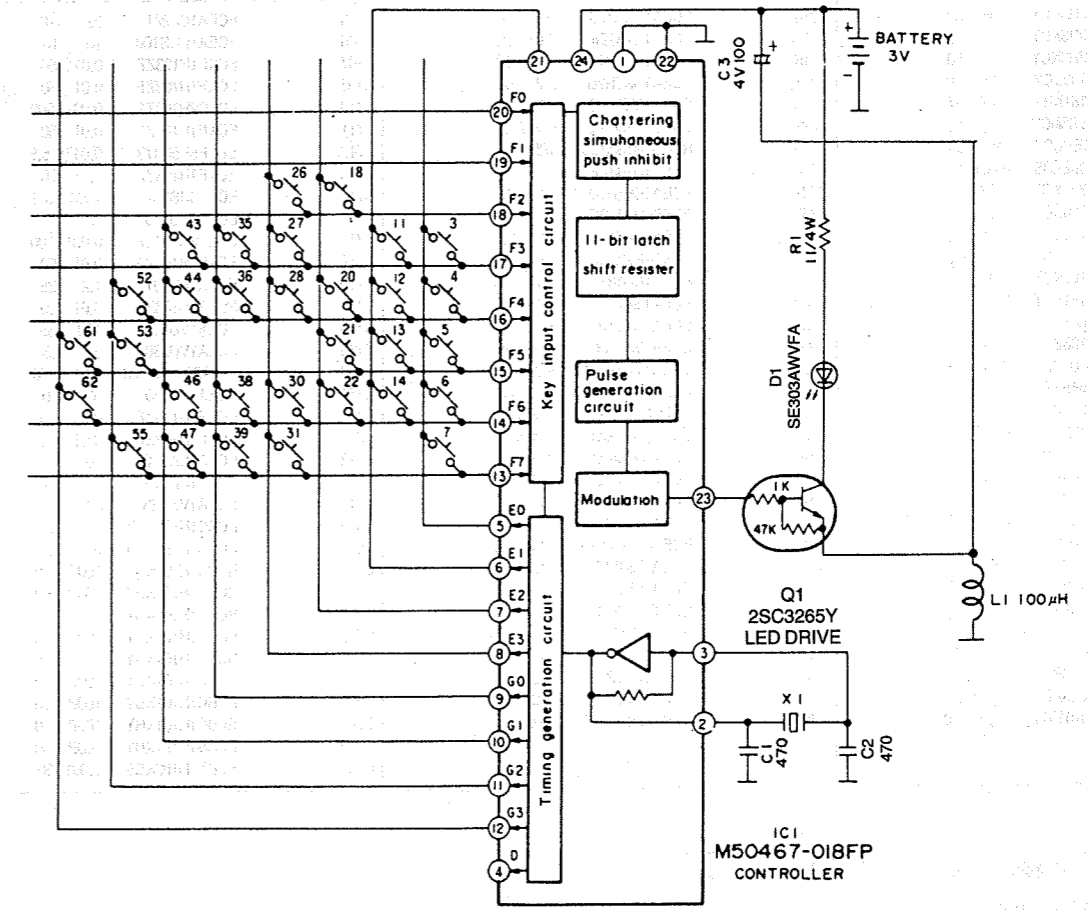 21
24
1
22
C3
4V100
BATTERY
3V
20
F0
19
F1
18
F2
17
F3
16
F4
15
F5
14
F6
13
F7
26
18
43
35
27
11
3
52
44
36
28
20
12
4
61
53
21
13
5
62
46
38
30
22
14
6
55
47
39
31
7
Key input control circuit
Chattering
simuhaneous
push inhibit
11-bit latch
shift resister
Pulse
generation
circuit
Modulation
23
R1
1 1/4W
D1
SE303AWVFA
1K
47K
Q1
2SC3265Y
LED DRIVE
L1 100μH
5
E0
6
E1
7
E2
8
E3
9
G0
10
G1
11
G2
12
G3
4
D
Timing generation circuit
3
2
X1
C1
470
C2
470
IC1
M50467-018FP
CONTROLLER